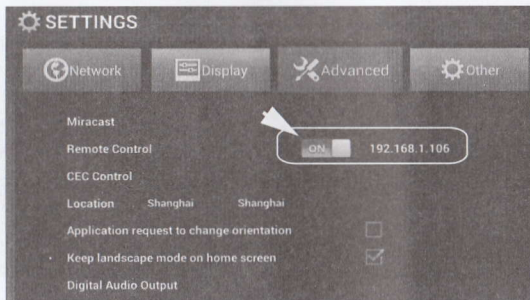 SETTINGS
Network Display Advanced Other
Miracast
Remote Control ON 192.168.1.106
CEC Control
Location Shanghai Shanghai
Application request to change orientation
Keep landscape mode on home screen
Digital Audio Output